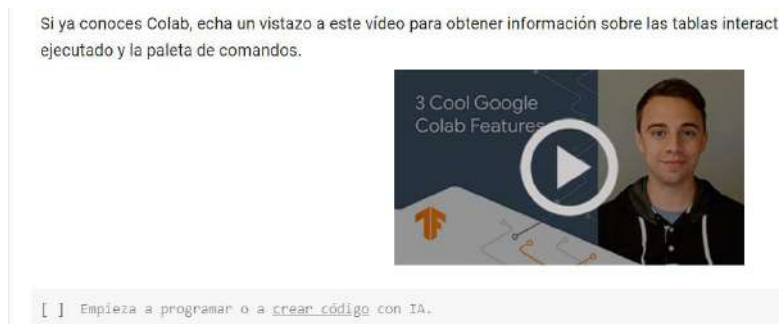 Si ya conoces Colab, echa un vistazo a este vídeo para obtener información sobre las tablas interact
ejecutado y la paleta de comandos.
3 Cool Google
Colab Features
[ ] Empieza a programar o a crear código con IA.